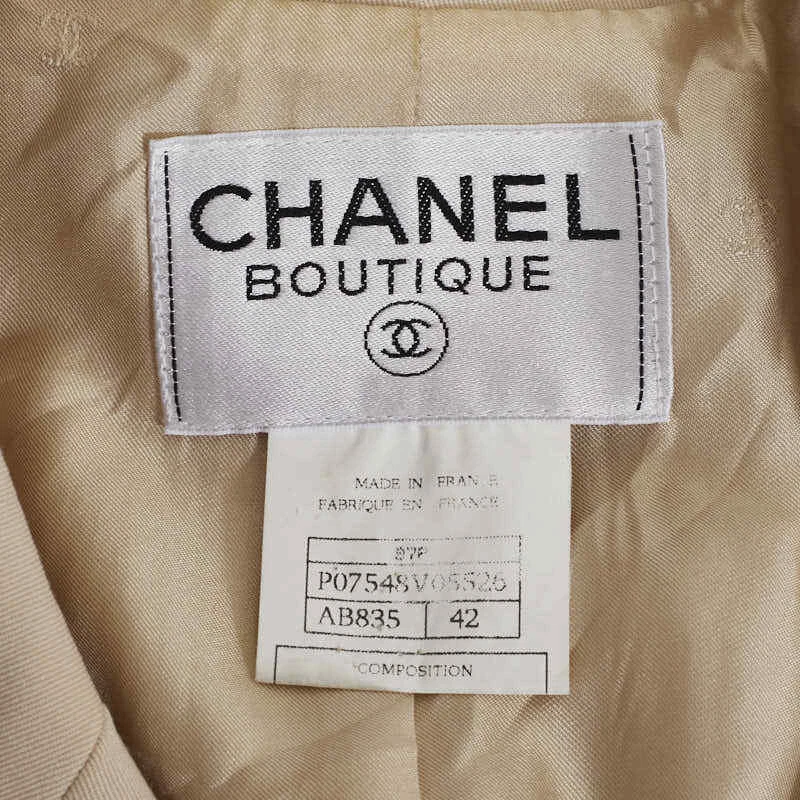 CHANEL
BOUTIQUE
MADE IN FRANCE
FABRIQUE EN FRANCE
97P
P07548V05526
AB835 42
COMPOSITION